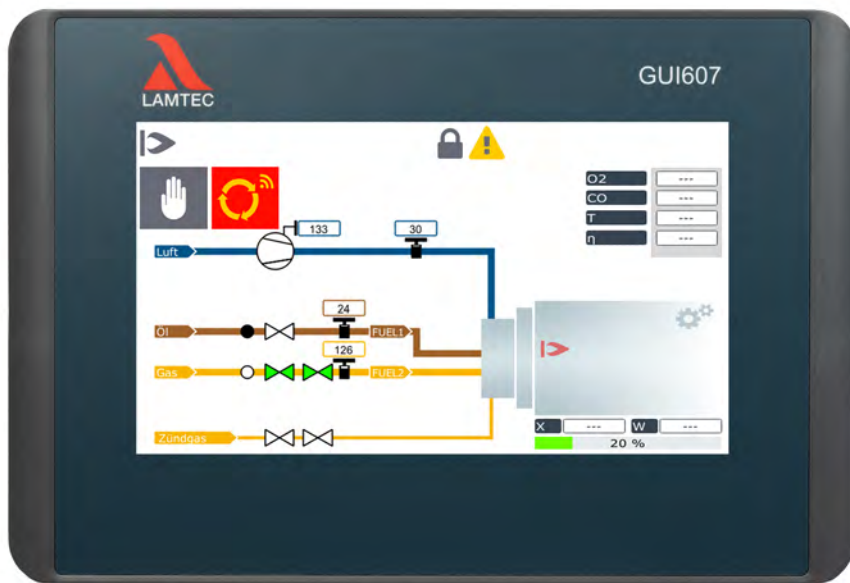 LAMTEC
GUI607
O2 ---
CO ---
T ---
η ---
133
30
Luft
24
Öl
FUEL1
126
Gas
FUEL2
Zündgas
X --- W ---
20 %